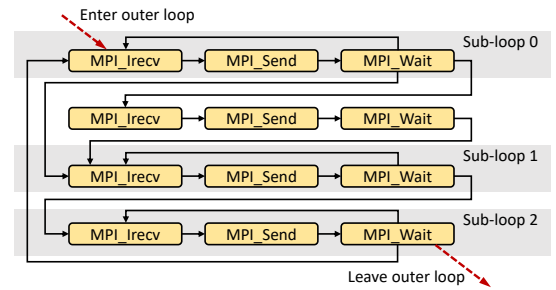 Enter outer loop
Sub-loop 0
MPI_Irecv MPI_Send MPI_Wait
MPI_Irecv MPI_Send MPI_Wait
Sub-loop 1
MPI_Irecv MPI_Send MPI_Wait
Sub-loop 2
MPI_Irecv MPI_Send MPI_Wait
Leave outer loop